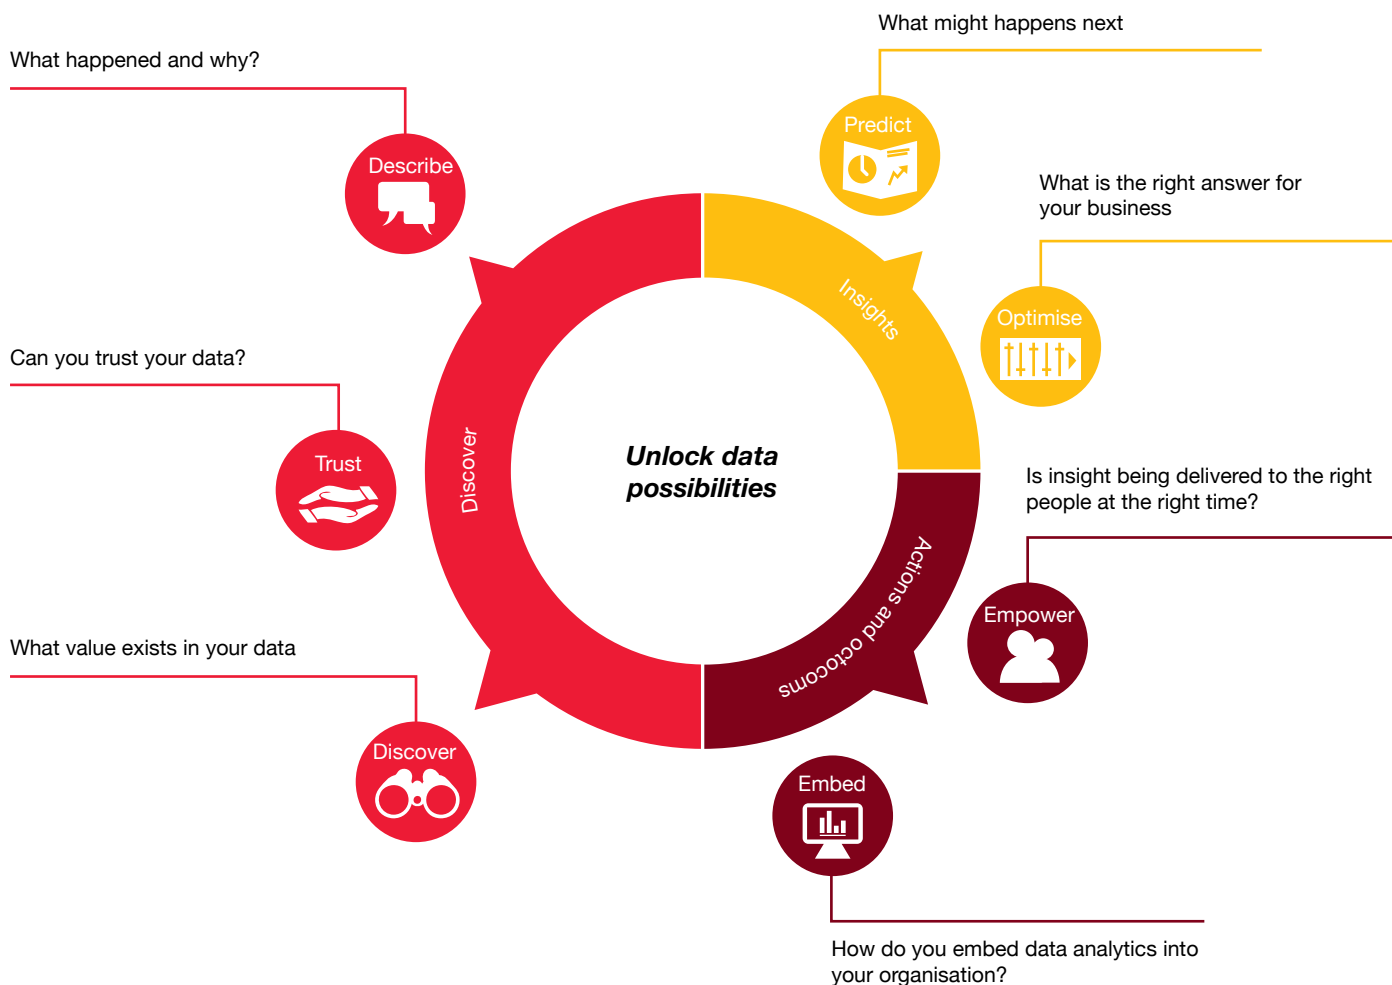 What happened and why?
Describe
Can you trust your data?
Trust
What value exists in your data
Discover
Discover
Unlock data
possibilities
What might happens next
Predict
Insights
What is the right answer for
your business
Optimise
Is insight being delivered to the right
people at the right time?
Empower
Actions and octocoms
Embed
How do you embed data analytics into
your organisation?